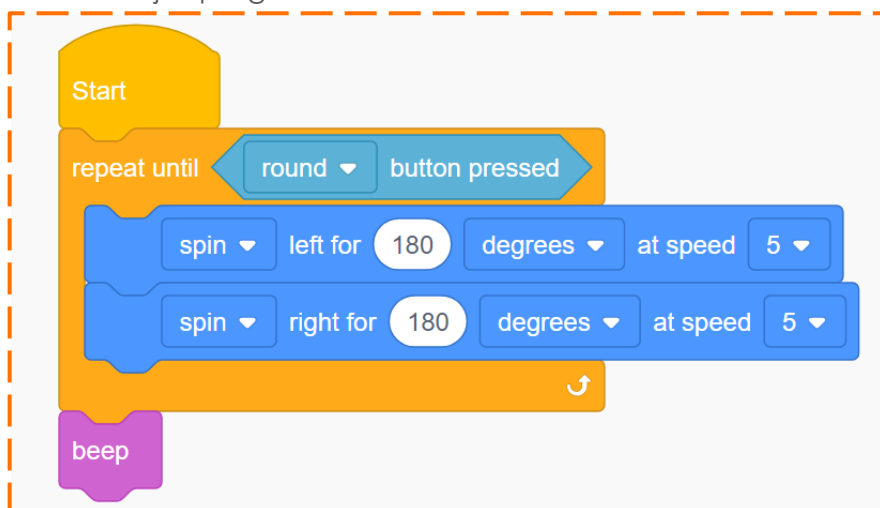 Start
repeat until round button pressed
spin left for 180 degrees at speed 5
spin right for 180 degrees at speed 5
beep